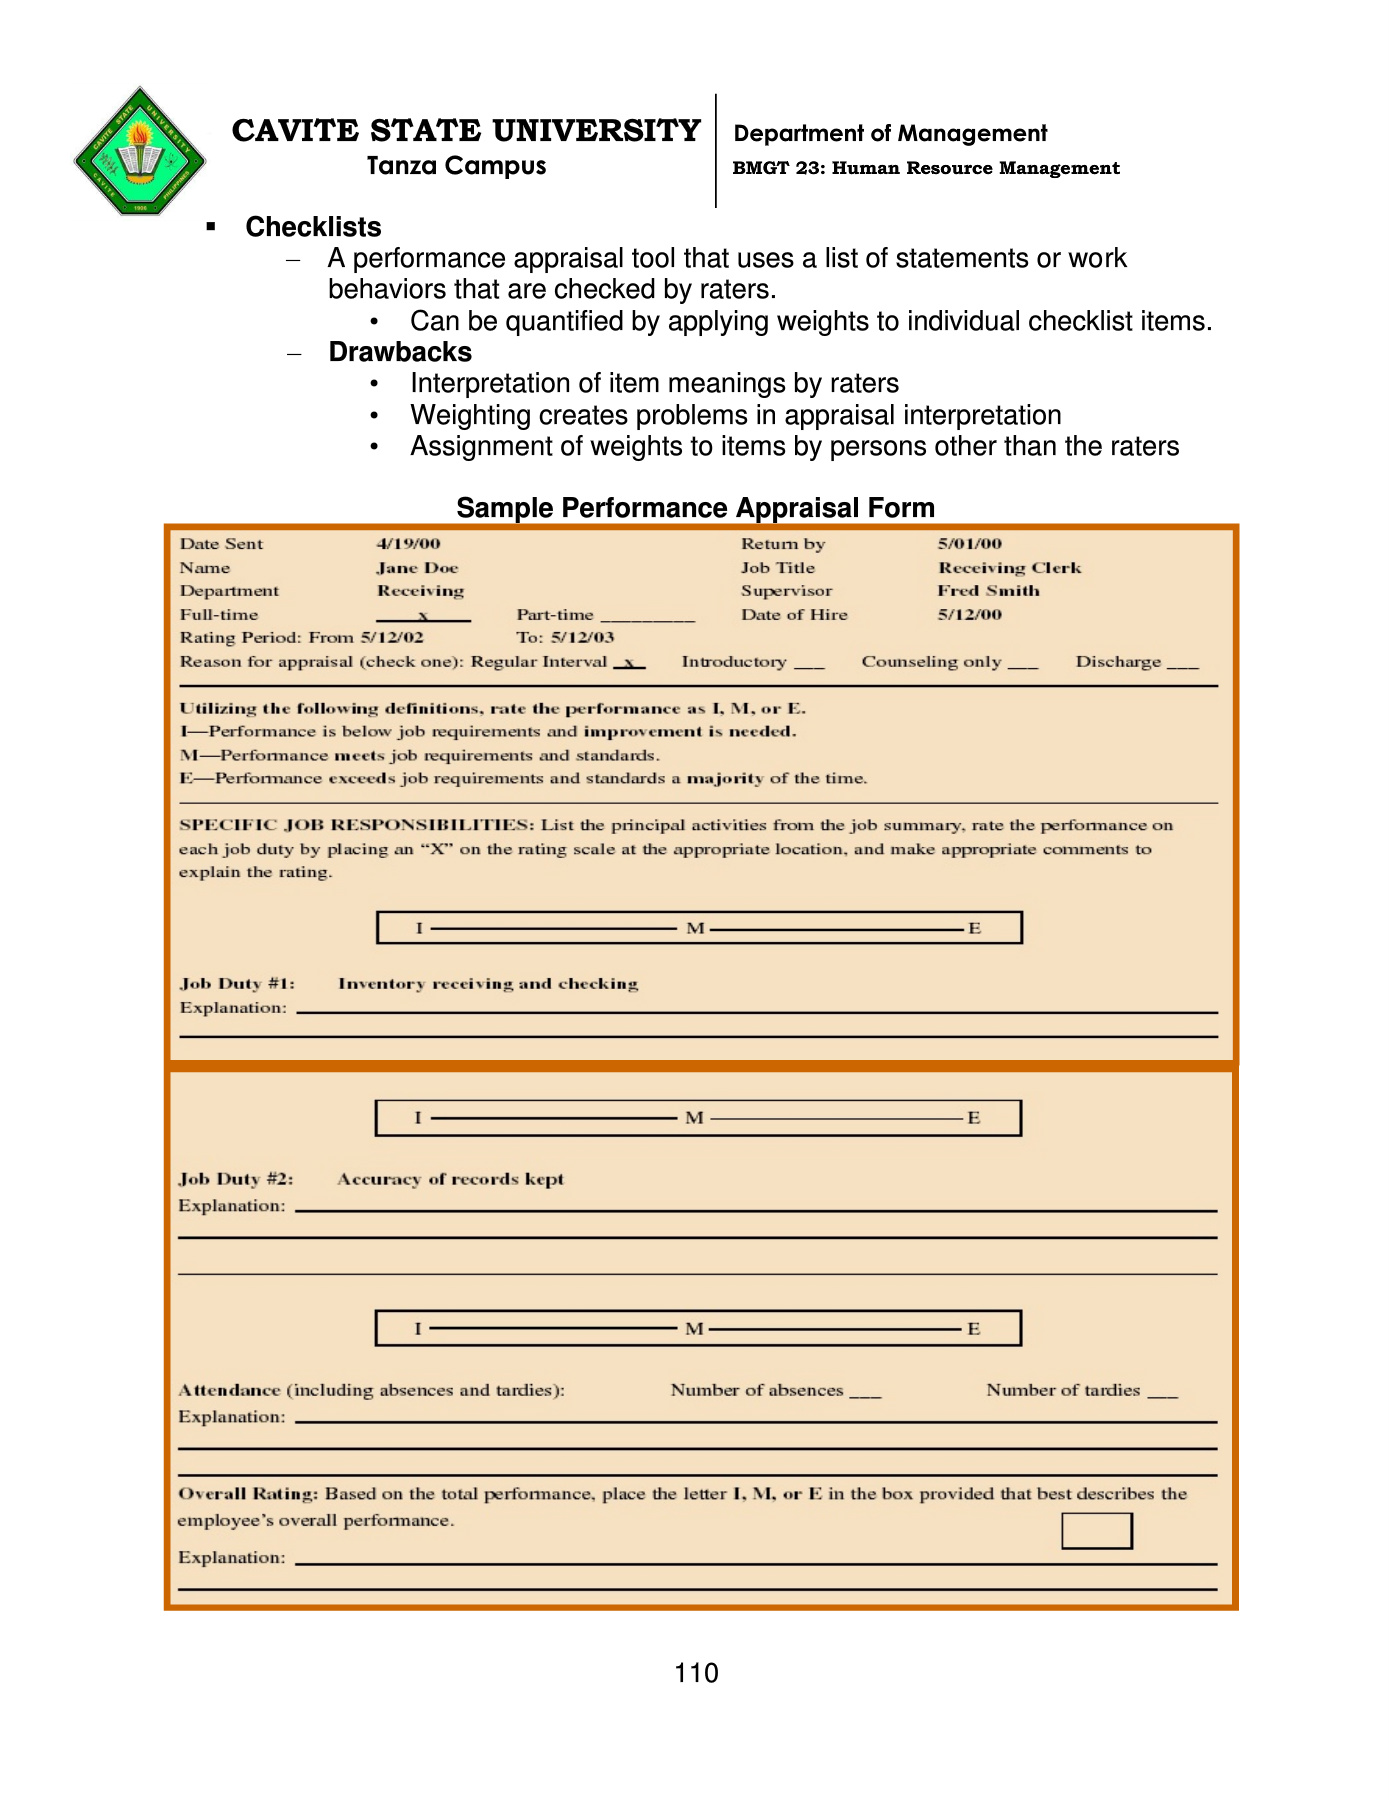 CAVITE STATE UNIVERSITY
Tanza Campus
Department of Management
BMGT 23: Human Resource Management
CAVITE STATE UNIVERSITY
CAVITE
PHILIPPINES
1906
▪ Checklists
– A performance appraisal tool that uses a list of statements or work
behaviors that are checked by raters.
• Can be quantified by applying weights to individual checklist items.
– Drawbacks
• Interpretation of item meanings by raters
• Weighting creates problems in appraisal interpretation
• Assignment of weights to items by persons other than the raters
Sample Performance Appraisal Form
Date Sent 4/19/00 Return by 5/01/00
Name Jane Doe Job Title Receiving Clerk
Department Receiving Supervisor Fred Smith
Full-time x Part-time _________ Date of Hire 5/12/00
Rating Period: From 5/12/02 To: 5/12/03
Reason for appraisal (check one): Regular Interval x Introductory ___ Counseling only ___ Discharge ___
Utilizing the following definitions, rate the performance as I, M, or E.
I—Performance is below job requirements and improvement is needed.
M—Performance meets job requirements and standards.
E—Performance exceeds job requirements and standards a majority of the time.
SPECIFIC JOB RESPONSIBILITIES: List the principal activities from the job summary, rate the performance on
each job duty by placing an “X” on the rating scale at the appropriate location, and make appropriate comments to
explain the rating.
I M E
Job Duty #1: Inventory receiving and checking
Explanation:
I M E
Job Duty #2: Accuracy of records kept
Explanation:
I M E
Attendance (including absences and tardies): Number of absences ___ Number of tardies ___
Explanation:
Overall Rating: Based on the total performance, place the letter I, M, or E in the box provided that best describes the
employee’s overall performance.
Explanation:
110